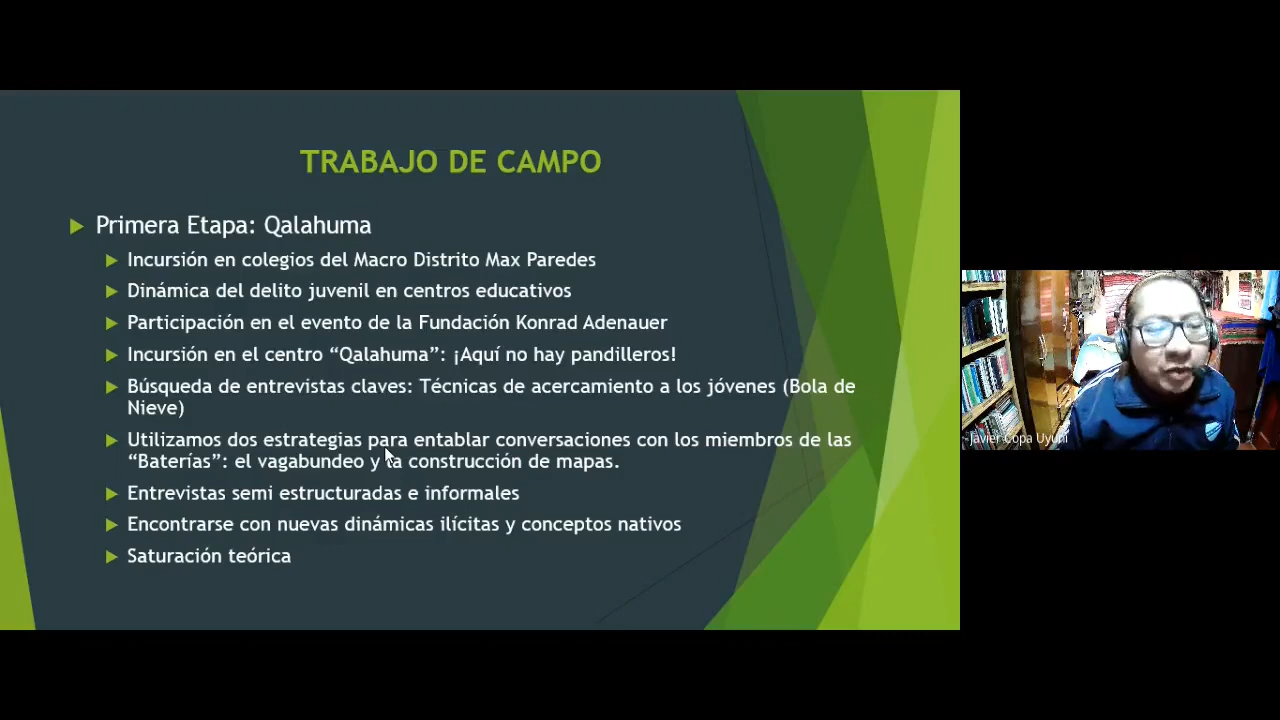 TRABAJO DE CAMPO
Primera Etapa: Qalahuma
Incursión en colegios del Macro Distrito Max Paredes
Dinámica del delito juvenil en centros educativos
Participación en el evento de la Fundación Konrad Adenauer
Incursión en el centro “Qalahuma”: ¡Aquí no hay pandilleros!
Búsqueda de entrevistas claves: Técnicas de acercamiento a los jóvenes (Bola de
Nieve)
Utilizamos dos estrategias para entablar conversaciones con los miembros de las
“Baterías”: el vagabundeo y la construcción de mapas.
Entrevistas semi estructuradas e informales
Encontrarse con nuevas dinámicas ilícitas y conceptos nativos
Saturación teórica
Javier Copa Uyuni